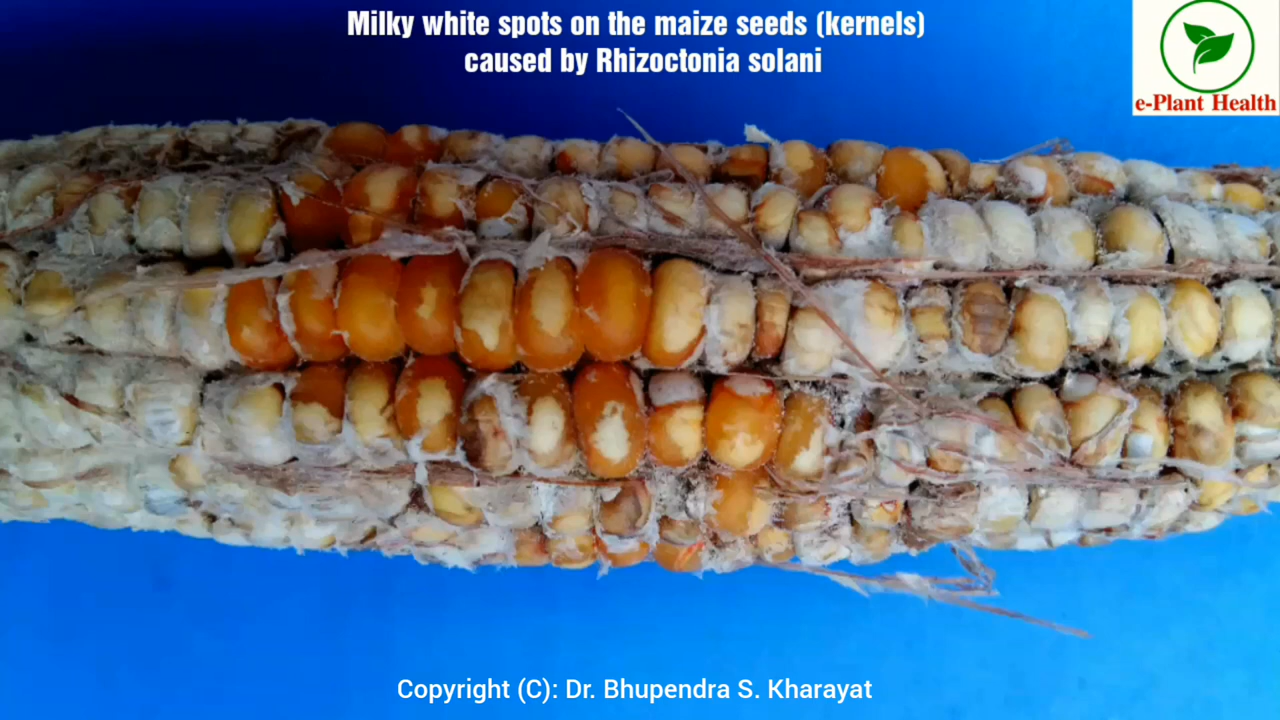 Milky white spots on the maize seeds (kernels)
caused by Rhizoctonia solani
e-Plant Health
Copyright (C): Dr. Bhupendra S. Kharayat